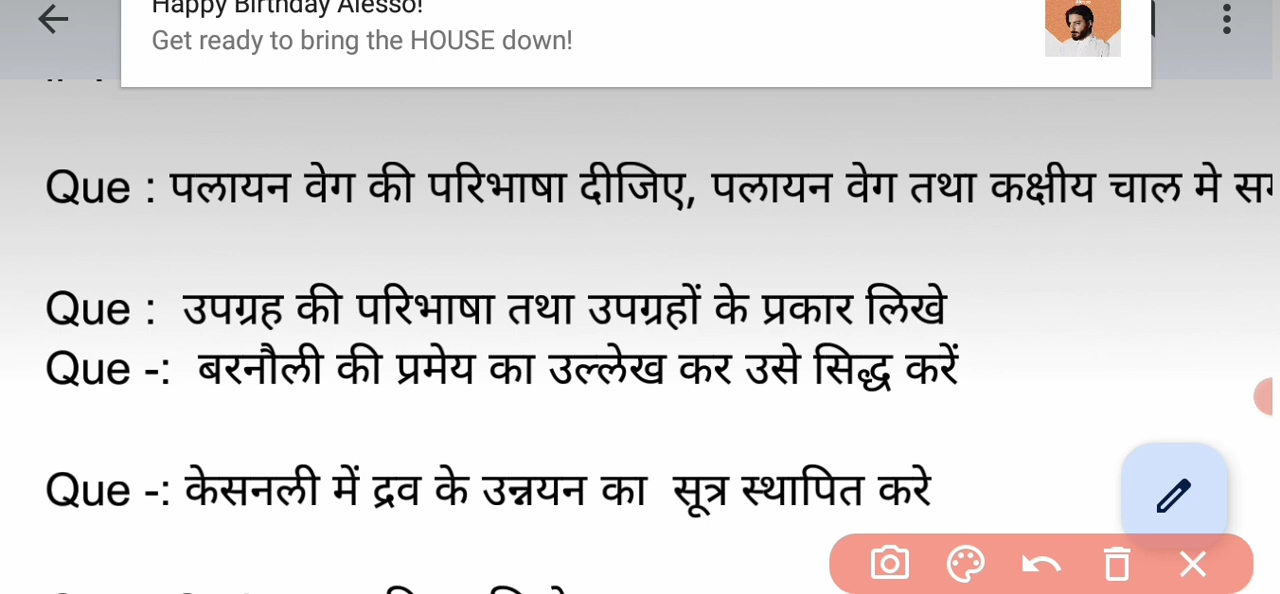 Happy Birthday Alesso!
Get ready to bring the HOUSE down!
Que : पलायन वेग की परिभाषा दीजिए, पलायन वेग तथा कक्षीय चाल मे
Que : उपग्रह की परिभाषा तथा उपग्रहों के प्रकार लिखे
Que -: बरनौली की प्रमेय का उल्लेख कर उसे सिद्ध करें
Que -: केसनली में द्रव के उन्नयन का सूत्र स्थापित करे